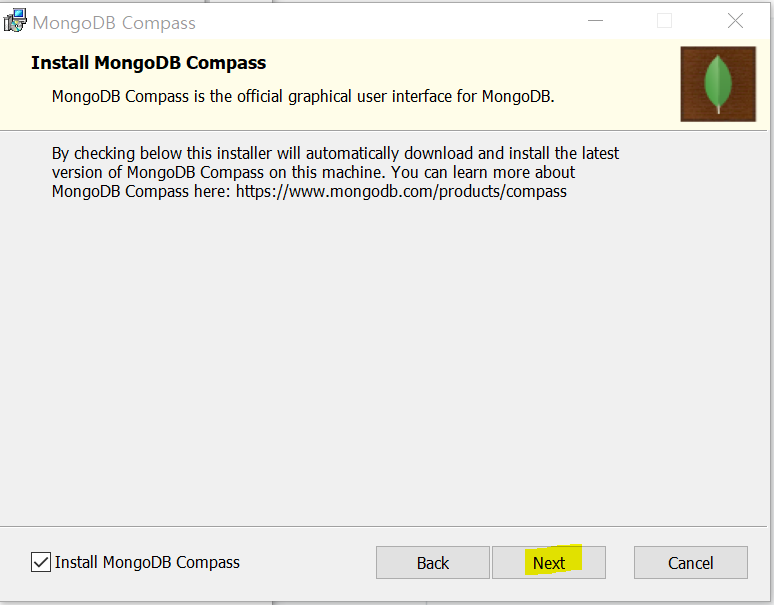 MongoDB Compass
Install MongoDB Compass
MongoDB Compass is the official graphical user interface for MongoDB.
By checking below this installer will automatically download and install the latest
version of MongoDB Compass on this machine. You can learn more about
MongoDB Compass here: https://www.mongodb.com/products/compass
Install MongoDB Compass
Back
Next
Cancel